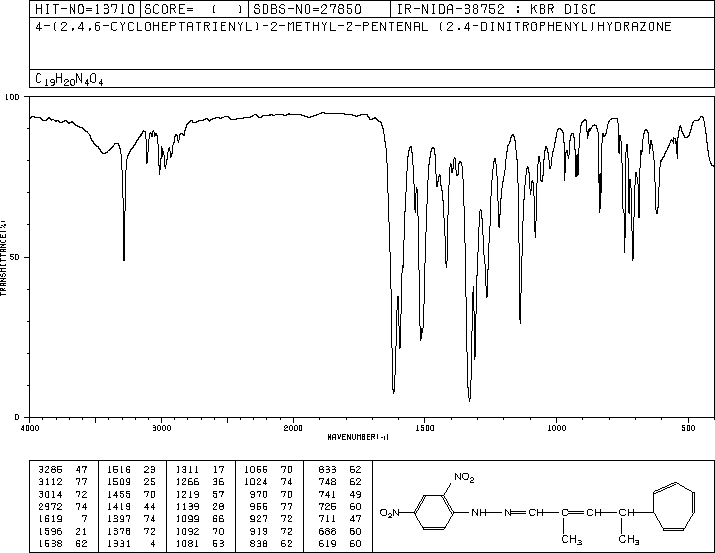 HIT-NO=13710 SCORE= ( ) SDBS-NO=27850 IR-NIDA-38752 : KBR DISC
4-(2,4,6-CYCLOHEPTATRIENYL)-2-METHYL-2-PENTENAL (2,4-DINITROPHENYL)HYDRAZONE
C19H20N4O4
100
50
0
TRANSMITTANCE(%)
4000 3000 2000 1500 1000 500
WAVENUMBER(-1)
3285 47 1516 23 1311 17 1055 70 833 62
3112 77 1509 25 1266 36 1024 74 748 62
3014 72 1455 70 1219 57 970 70 741 49
2972 74 1419 44 1139 28 966 77 725 60
1619 7 1397 74 1099 66 927 72 711 47
1596 21 1378 72 1092 70 919 72 688 60
1538 62 1331 4 1081 53 838 62 619 60
NO2
O2N
NH N CH CH
CH3 CH3